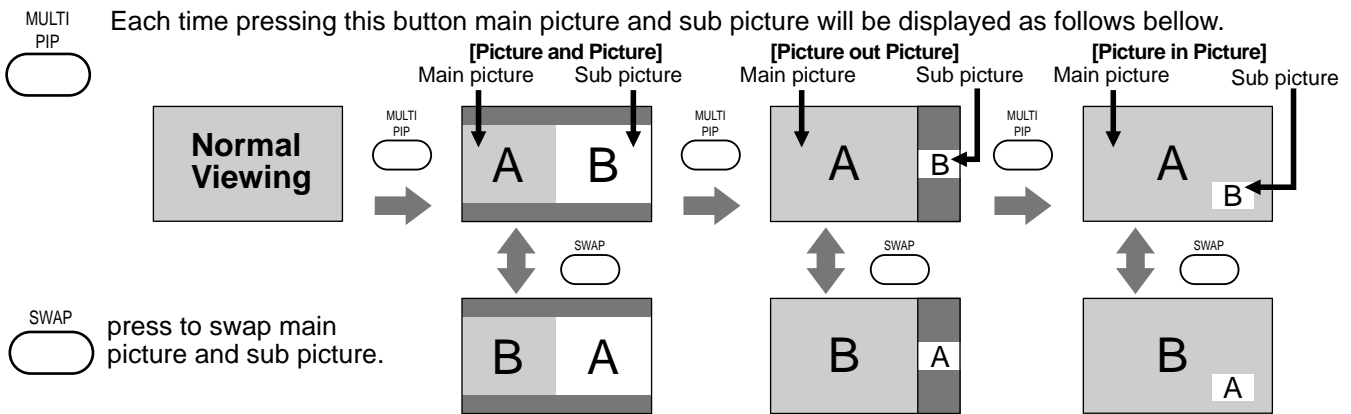 MULTI
PIP
Each time pressing this button main picture and sub picture will be displayed as follows bellow.
[Picture and Picture]
Main picture
Sub picture
[Picture out Picture]
Main picture
Sub picture
[Picture in Picture]
Main picture
Sub picture
Normal
Viewing
MULTI
PIP
A
B
MULTI
PIP
A
B
MULTI
PIP
A
B
SWAP
SWAP
SWAP
SWAP
press to swap main
picture and sub picture.
B
A
B
A
B
A